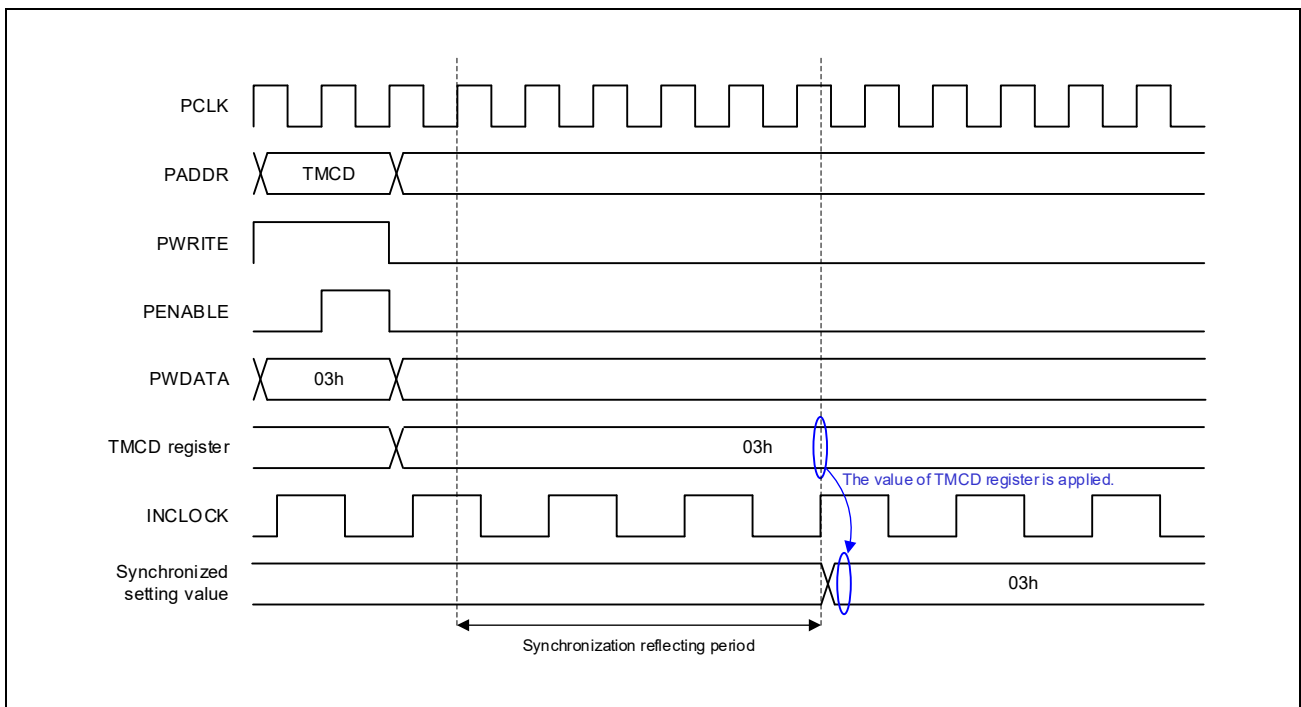 PCLK
PADDR
TMCD
PWRITE
PENABLE
PWDATA
03h
TMCD register
03h
The value of TMCD register is applied.
INCLOCK
Synchronized
setting value
03h
Synchronization reflecting period